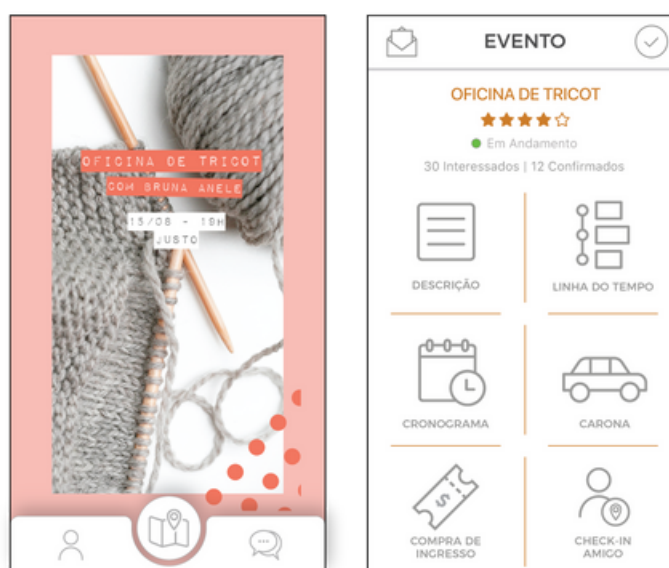 OFICINA DE TRICOT
COM BRUNA ANELE
15/08 - 19H
JUSTO
EVENTO
OFICINA DE TRICOT
Em Andamento
30 Interessados | 12 Confirmados
DESCRIÇÃO
LINHA DO TEMPO
CRONOGRAMA
CARONA
COMPRA DE
INGRESSO
CHECK-IN
AMIGO